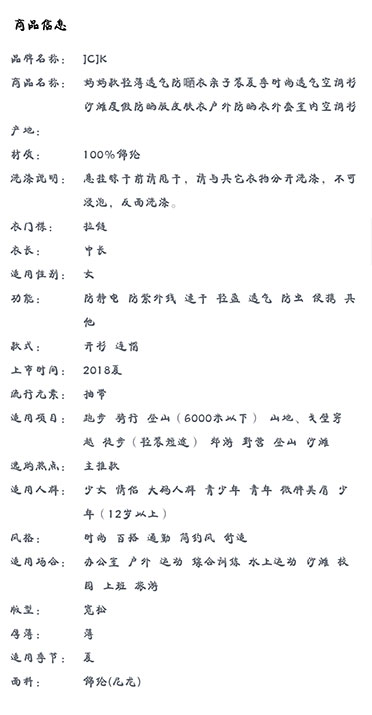 商品信息
品牌名称： JCJK
商品名称： 妈妈款轻薄透气防晒衣亲子装夏季时尚透气空调衫
沙滩度假防晒服皮肤衣户外防晒衣外套室内空调衫
产地：
材质： 100%锦纶
洗涤说明： 悬挂晾干前请甩干，请与其它衣物分开洗涤，不可
浸泡，反面洗涤。
衣门襟： 拉链
衣长： 中长
适用性别： 女
功能： 防静电 防紫外线 速干 轻盈 透气 防虫 便携 其
他
款式： 开衫 连帽
上市时间： 2018夏
流行元素： 抽带
适用项目： 跑步 骑行 登山（6000米以下） 山地、戈壁穿
越 徒步（轻装短途） 郊游 野营 登山 沙滩
选购热点： 主推款
适用人群： 少女 情侣 大码人群 青少年 青年 微胖美眉 少
年（12岁以上）
风格： 时尚 百搭 通勤 简约风 舒适
适用场合： 办公室 户外 运动 综合训练 水上运动 沙滩 校
园 上班 旅游
版型： 宽松
厚薄： 薄
适用季节： 夏
面料： 锦纶(尼龙)